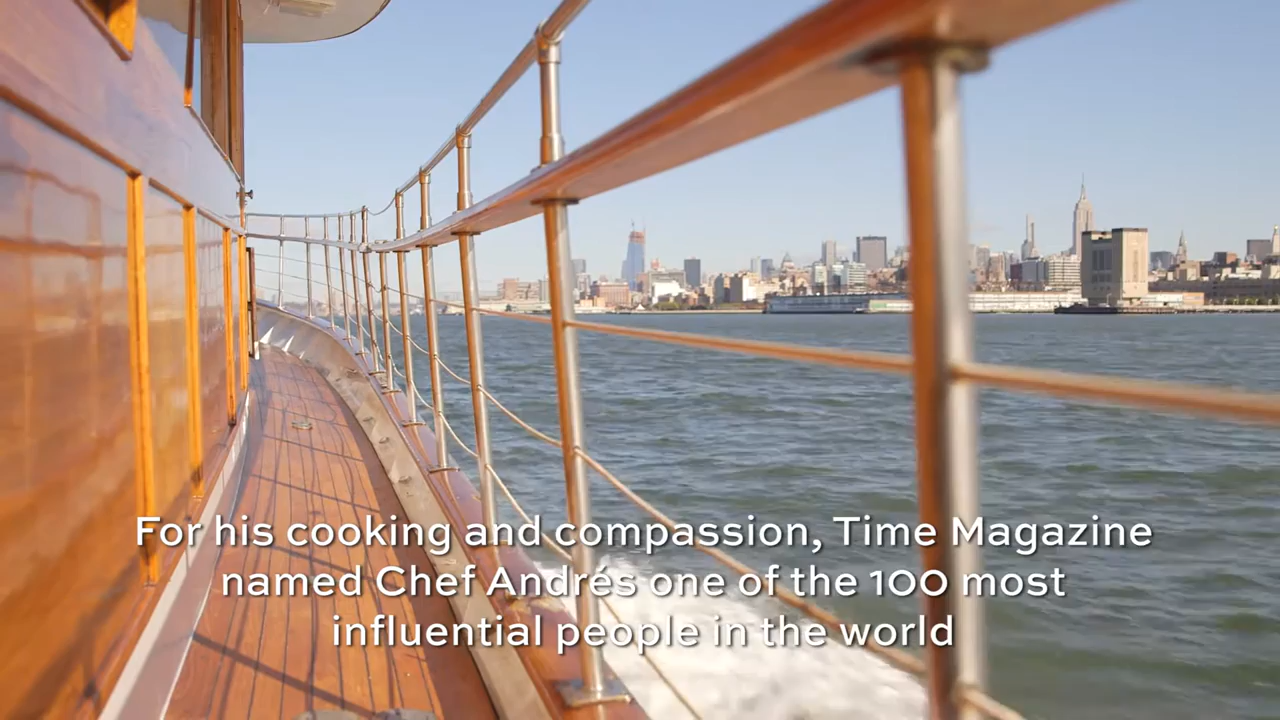 For his cooking and compassion, Time Magazine
named Chef Andrés one of the 100 most
influential people in the world